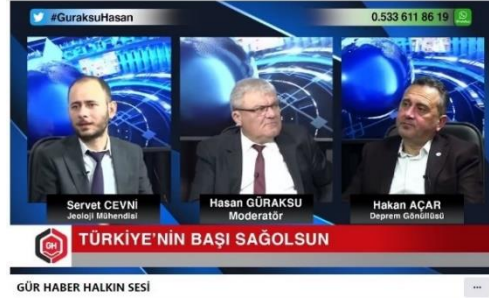 #GuraksuHasan
0.533 611 86 19
Servet CEVNİ
Jeoloji Mühendisi
Hasan GÜRAKSU
Moderatör
Hakan AÇAR
Deprem Gönüllüsü
GH
TÜRKİYE'NİN BAŞI SAĞOLSUN
GÜR HABER HALKIN SESİ